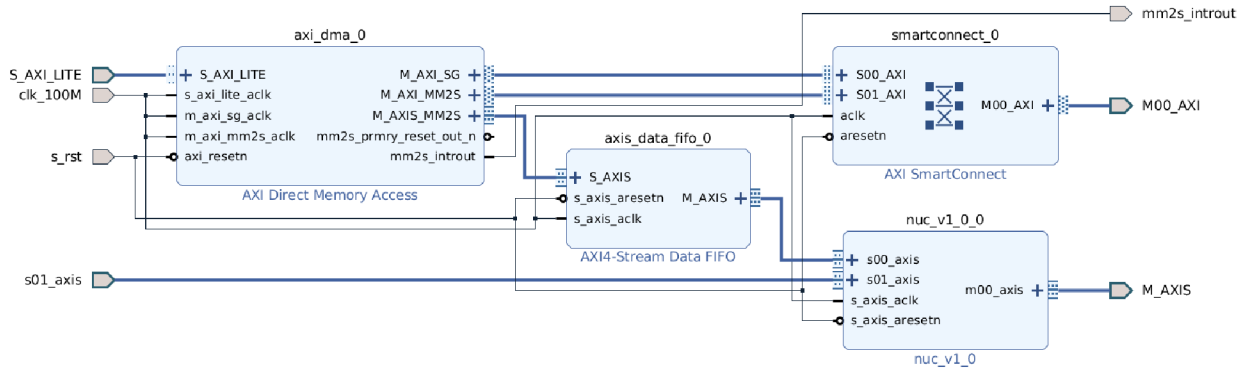 mm2s_introut
axi_dma_0
smartconnect_0
S_AXI_LITE
S_AXI_LITE
M_AXI_SG
S00_AXI
clk_100M
s_axi_lite_aclk
M_AXI_MM2S
S01_AXI
M00_AXI
M00_AXI
m_axi_sg_aclk
M_AXIS_MM2S
aclk
m_axi_mm2s_aclk
mm2s_prmry_reset_out_n
aresetn
s_rst
axi_resetn
mm2s_introut
axis_data_fifo_0
AXI SmartConnect
AXI Direct Memory Access
S_AXIS
s_axis_aresetn
M_AXIS
s_axis_aclk
nuc_v1_0_0
AXI4-Stream Data FIFO
s00_axis
s01_axis
s01_axis
m00_axis
M_AXIS
s_axis_aclk
s_axis_aresetn
nuc_v1_0